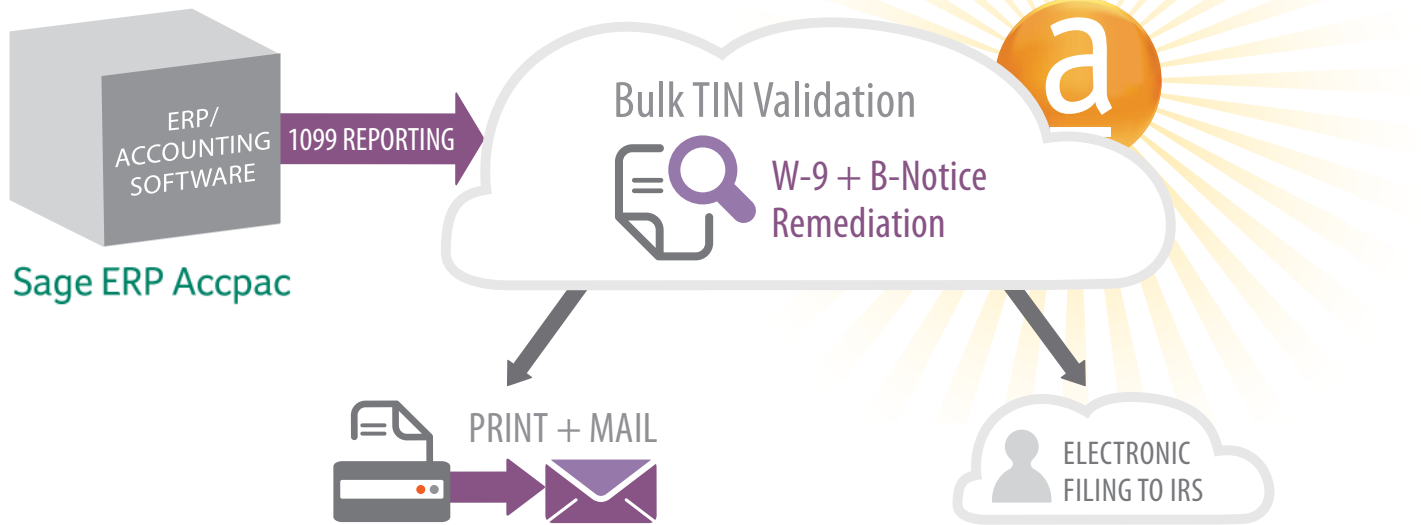 ERP/
ACCOUNTING
SOFTWARE
1099 REPORTING
Sage ERP Accpac
Bulk TIN Validation
W-9 + B-Notice
Remediation
a
PRINT + MAIL
ELECTRONIC
FILING TO IRS